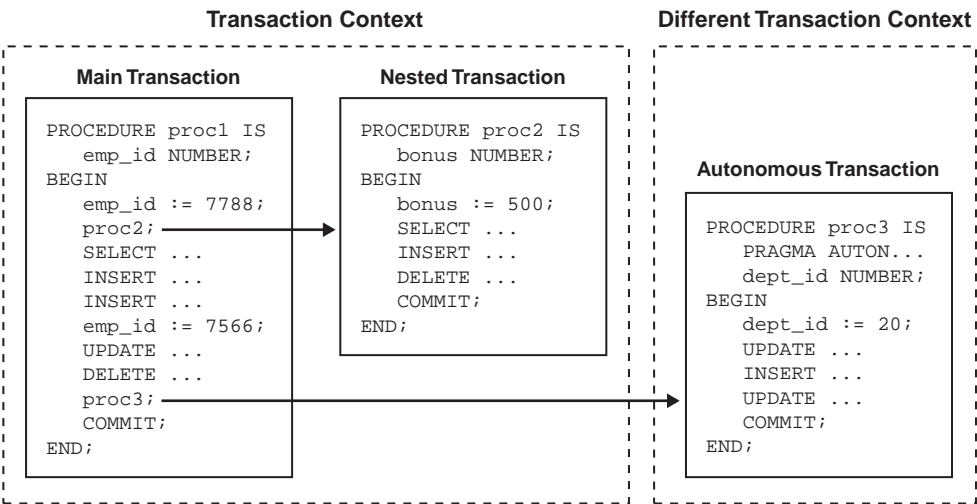 Transaction Context
Main Transaction
PROCEDURE proc1 IS
emp_id NUMBER;
BEGIN
emp_id := 7788;
proc2;
SELECT ...
INSERT ...
INSERT ...
emp_id := 7566;
UPDATE ...
DELETE ...
proc3;
COMMIT;
END;
Nested Transaction
PROCEDURE proc2 IS
bonus NUMBER;
BEGIN
bonus := 500;
SELECT ...
INSERT ...
DELETE ...
COMMIT;
END;
Different Transaction Context
Autonomous Transaction
PROCEDURE proc3 IS
PRAGMA AUTON...
dept_id NUMBER;
BEGIN
dept_id := 20;
UPDATE ...
INSERT ...
UPDATE ...
COMMIT;
END;